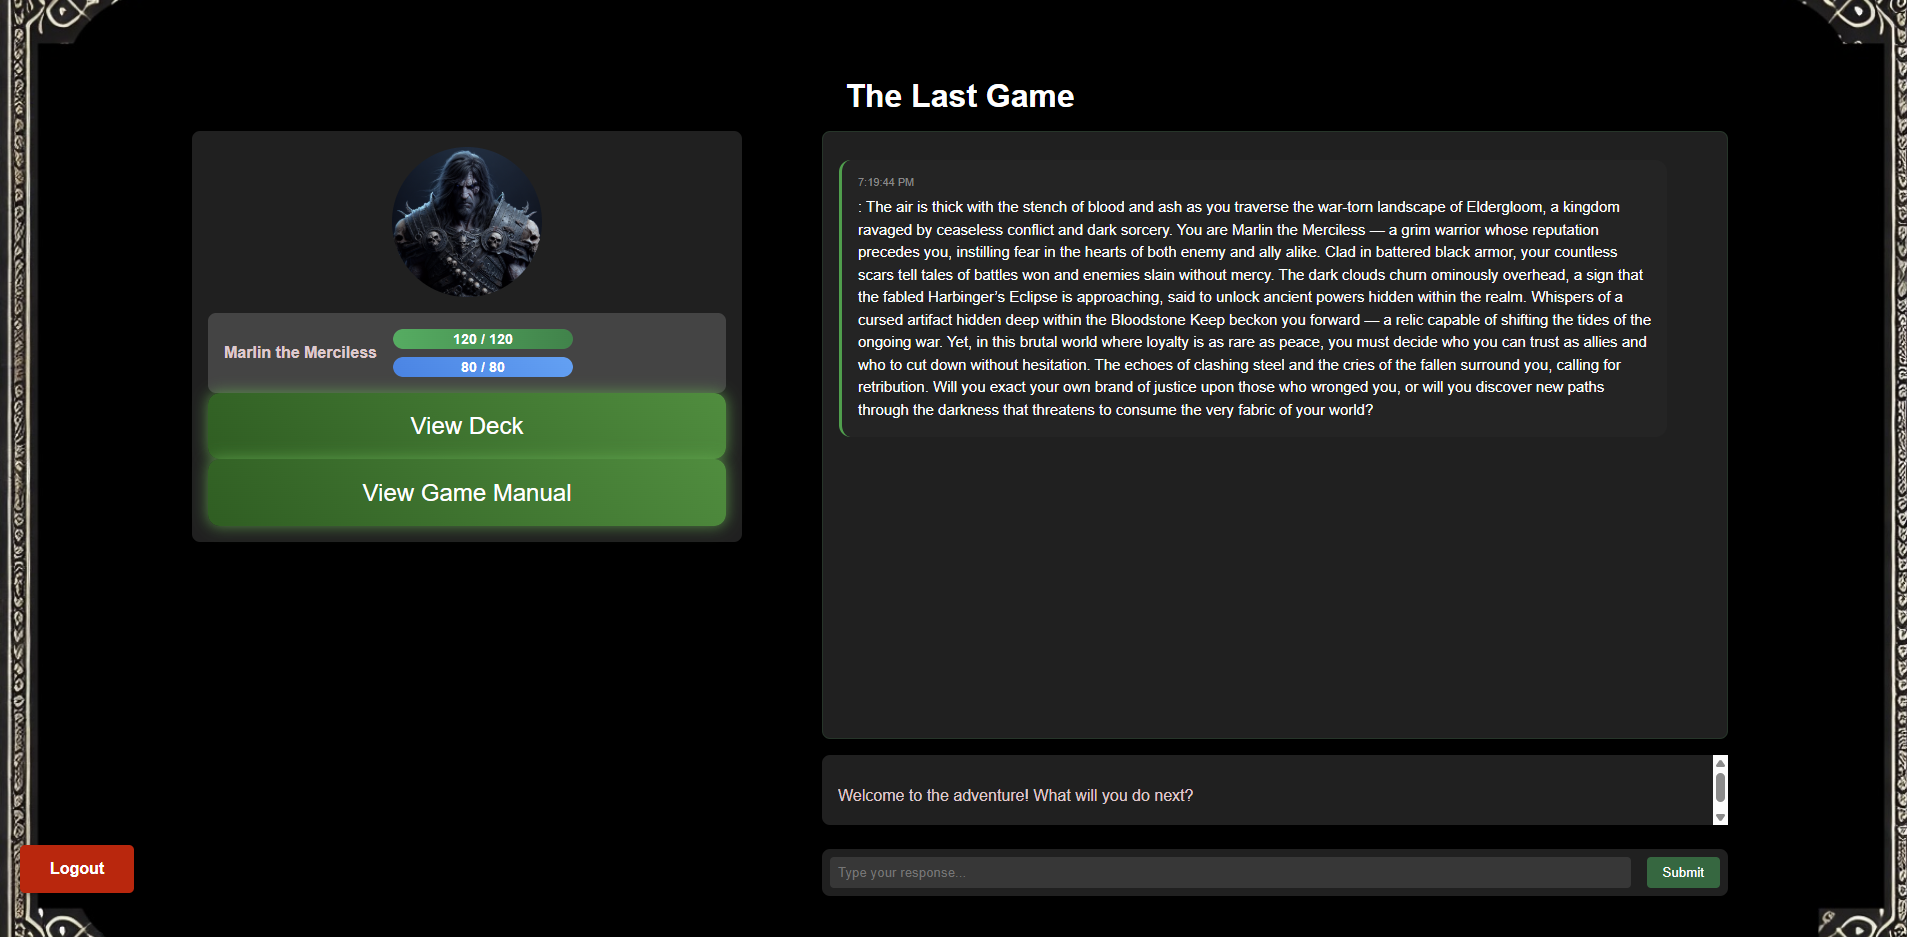 The Last Game
Marlin the Merciless
120 / 120
80 / 80
View Deck
View Game Manual
7:19:44 PM
: The air is thick with the stench of blood and ash as you traverse the war-torn landscape of Eldergloom, a kingdom
ravaged by ceaseless conflict and dark sorcery. You are Marlin the Merciless — a grim warrior whose reputation
precedes you, instilling fear in the hearts of both enemy and ally alike. Clad in battered black armor, your countless
scars tell tales of battles won and enemies slain without mercy. The dark clouds churn ominously overhead, a sign that
the fabled Harbinger’s Eclipse is approaching, said to unlock ancient powers hidden within the realm. Whispers of a
cursed artifact hidden deep within the Bloodstone Keep beckon you forward — a relic capable of shifting the tides of the
ongoing war. Yet, in this brutal world where loyalty is as rare as peace, you must decide who you can trust as allies and
who to cut down without hesitation. The echoes of clashing steel and the cries of the fallen surround you, calling for
retribution. Will you exact your own brand of justice upon those who wronged you, or will you discover new paths
through the darkness that threatens to consume the very fabric of your world?
Welcome to the adventure! What will you do next?
Type your response...
Submit
Logout